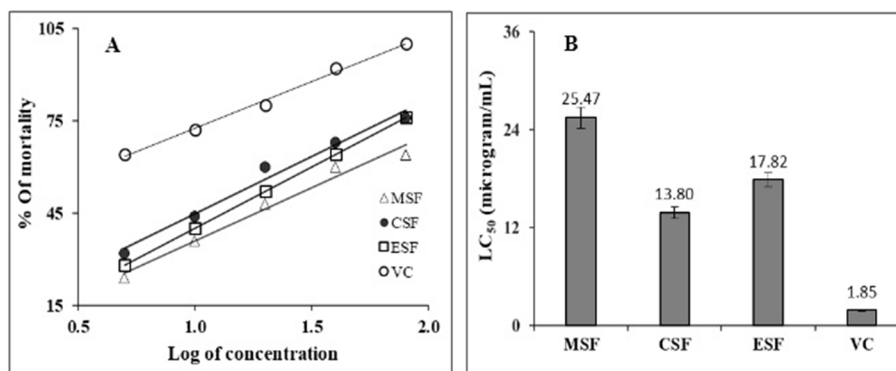 A
105
75
45
15
% Of mortality
MSF
CSF
ESF
VC
0.5
1.0
1.5
2.0
Log of concentration
B
36
24
12
0
LC50 (microgram/mL)
25.47
13.80
17.82
1.85
MSF
CSF
ESF
VC